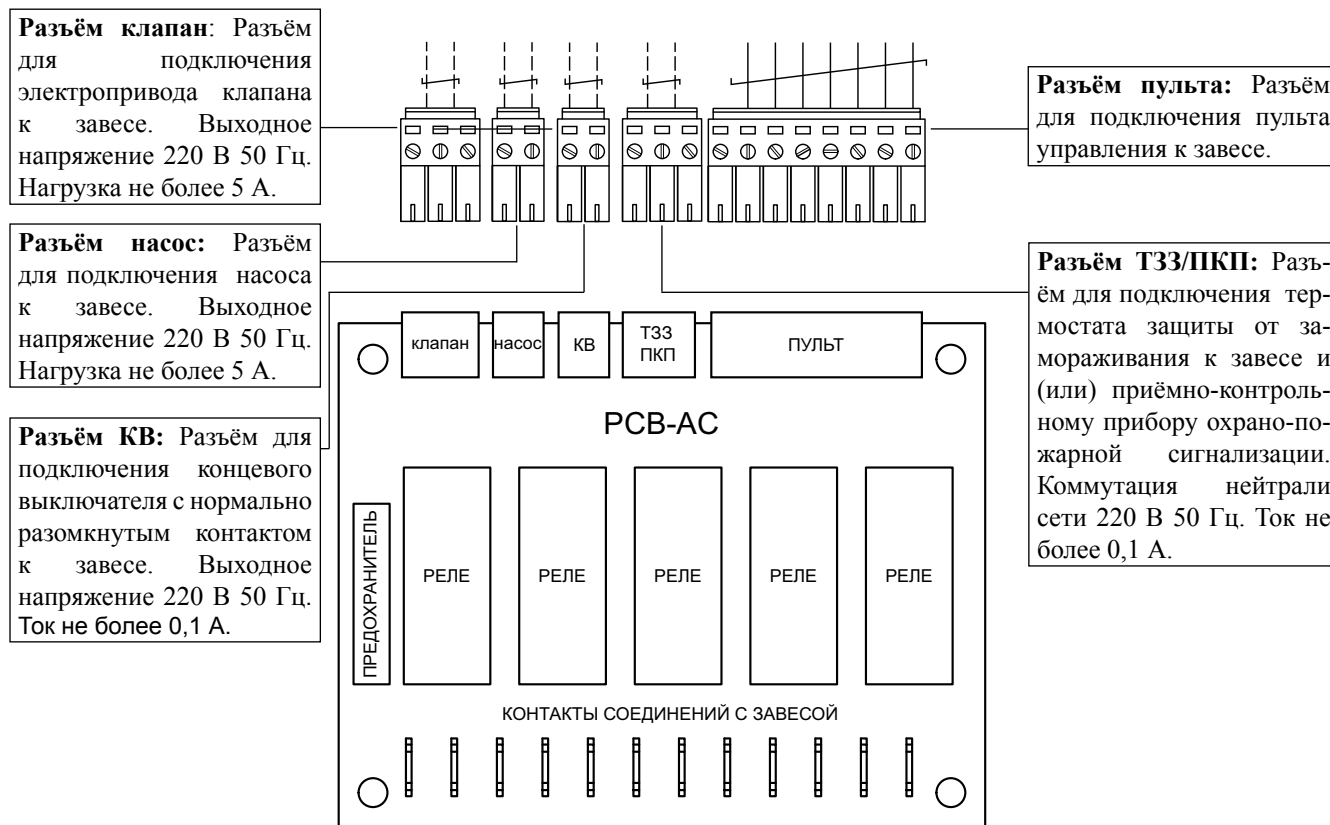 Разъём клапан: Разъём
для подключения
электропривода клапана
к завесе. Выходное
напряжение 220 В 50 Гц.
Нагрузка не более 5 А.
Разъём насос: Разъём
для подключения насоса
к завесе. Выходное
напряжение 220 В 50 Гц.
Нагрузка не более 5 А.
Разъём КВ: Разъём для
подключения концевого
выключателя с нормально
разомкнутым контактом
к завесе. Выходное
напряжение 220 В 50 Гц.
Ток не более 0,1 А.
Разъём пульта: Разъём
для подключения пульта
управления к завесе.
Разъём ТЗЗ/ПКП: Разъ-
ём для подключения тер-
мостата защиты от за-
мораживания к завесе и
(или) приёмно-контроль-
ному прибору охрано-по-
жарной сигнализации.
Коммутация нейтрали
сети 220 В 50 Гц. Ток не
более 0,1 А.
клапан
насос
КВ
ТЗЗ
ПКП
ПУЛЬТ
PCB-AC
ПРЕДОХРАНИТЕЛЬ
РЕЛЕ
РЕЛЕ
РЕЛЕ
РЕЛЕ
РЕЛЕ
КОНТАКТЫ СОЕДИНЕНИЙ С ЗАВЕСОЙ